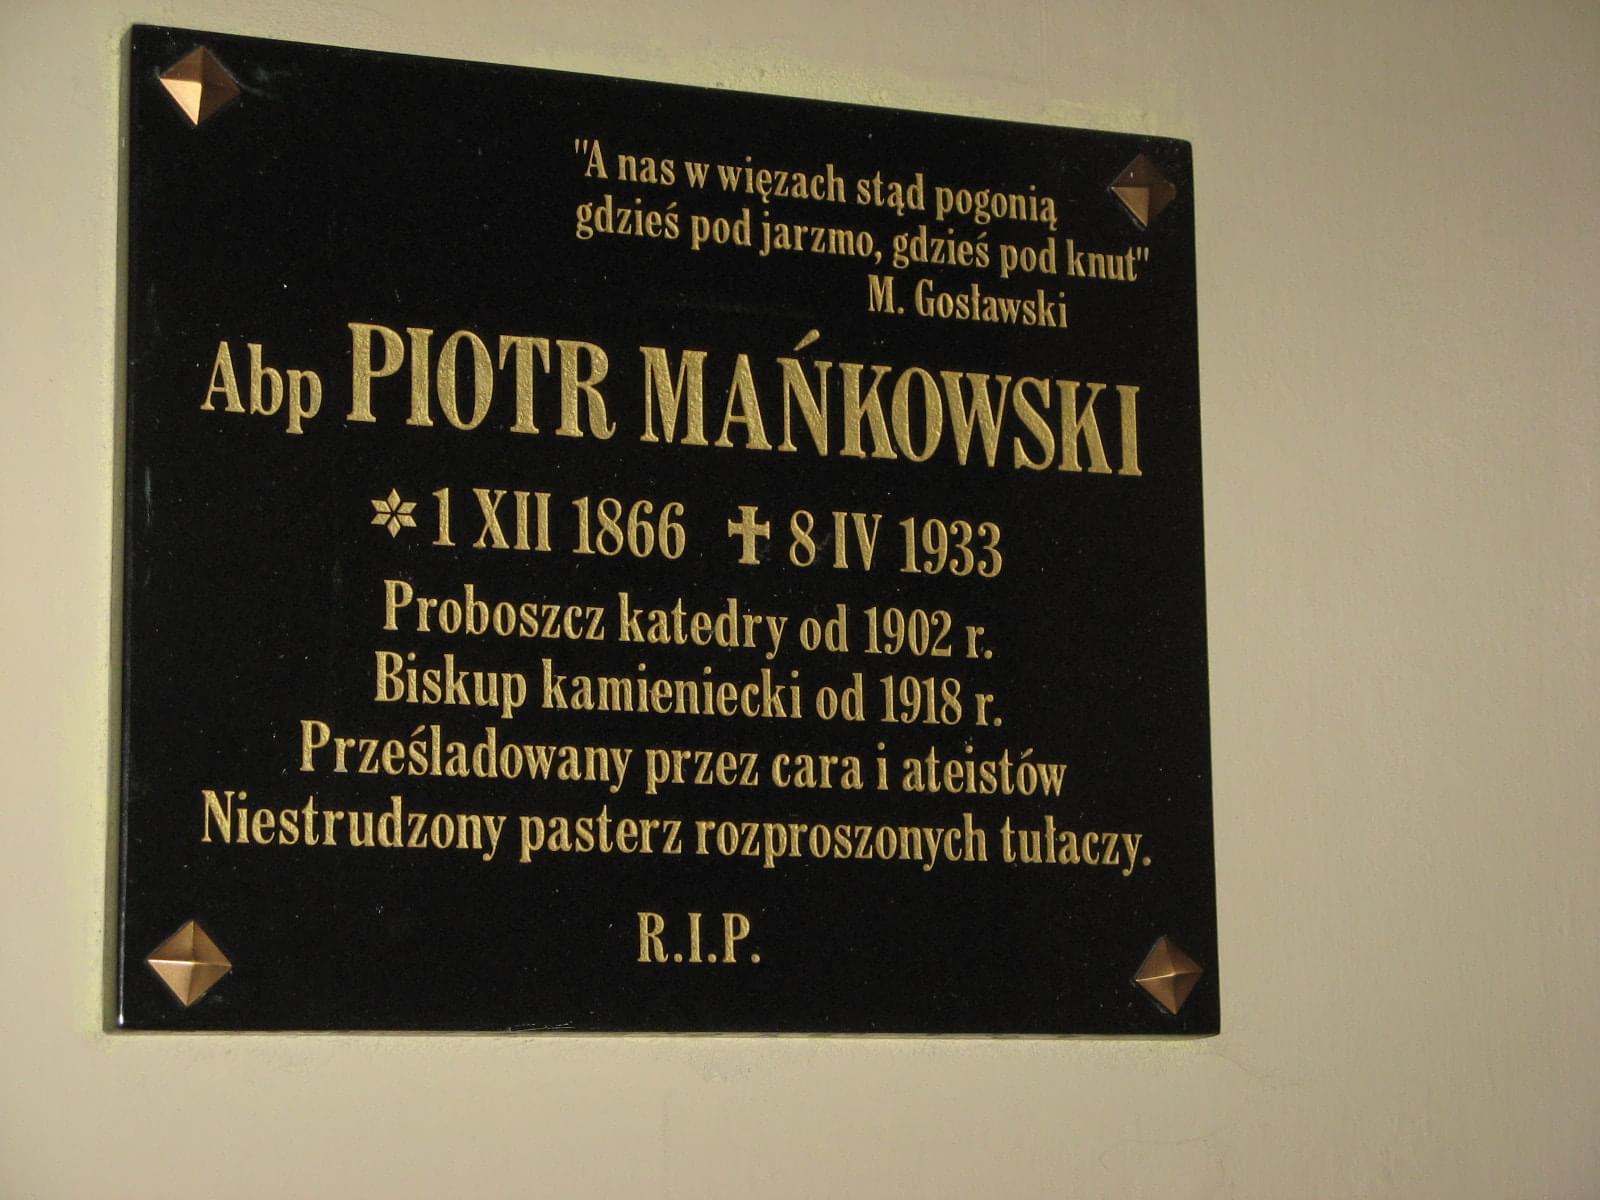 "A nas w więzach stąd pogonią
gdzieś pod jarzmo, gdzieś pod knut"
M. Gosławski
Abp PIOTR MAŃKOWSKI
✲ 1 XII 1866 ✝ 8 IV 1933
Proboszcz katedry od 1902 r.
Biskup kamieniecki od 1918 r.
Prześladowany przez cara i ateistów
Niestrudzony pasterz rozproszonych tułaczy.
R.I.P.